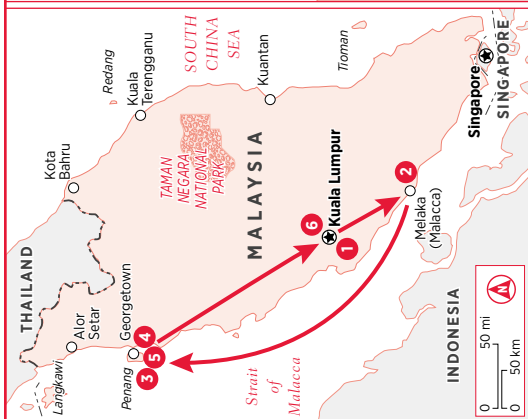 THAILAND
Langkawi
Alor
Setar
Kota
Bahru
Redang
Kuala
Terengganu
SOUTH
CHINA
SEA
Penang
Georgetown
3
5
4
TAMAN
NEGARA
NATIONAL
PARK
Kuantan
Tioman
MALAYSIA
Strait
of
Malacca
6
1
Kuala Lumpur
2
Melaka
(Malacca)
INDONESIA
Singapore
SINGAPORE
N
50 mi
50 km